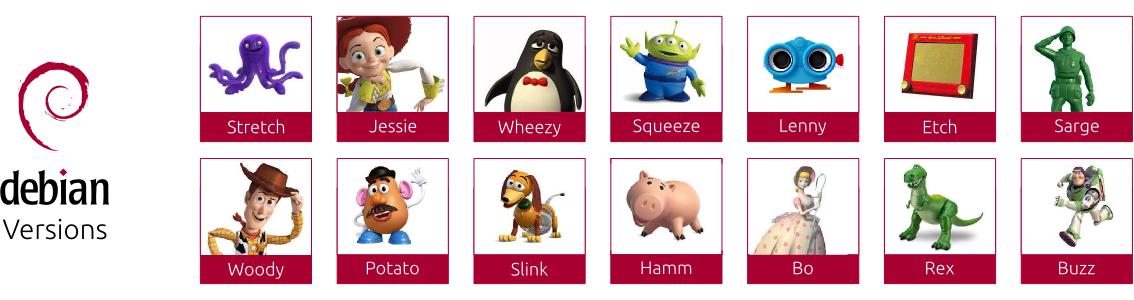 debian
Versions
Stretch
Jessie
Wheezy
Squeeze
Lenny
Etch
Sarge
Woody
Potato
Slink
Hamm
Bo
Rex
Buzz